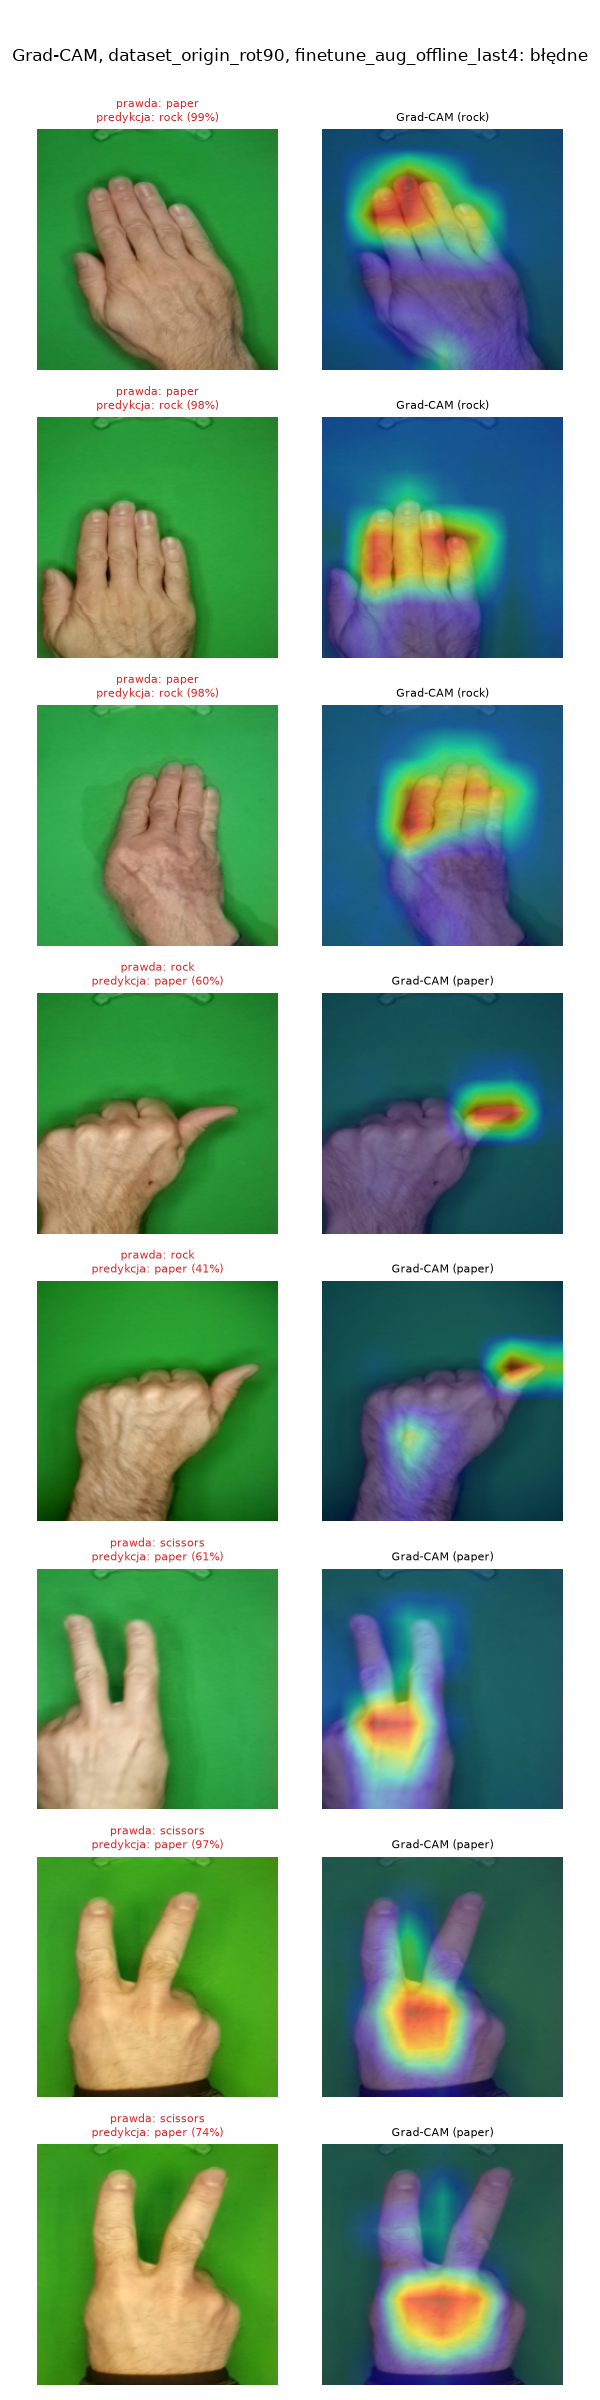 Grad-CAM, dataset_origin_rot90, finetune_aug_offline_last4: błędne
prawda: paper
predykcja: rock (99%)
Grad-CAM (rock)
prawda: paper
predykcja: rock (98%)
Grad-CAM (rock)
prawda: paper
predykcja: rock (98%)
Grad-CAM (rock)
prawda: rock
predykcja: paper (60%)
Grad-CAM (paper)
prawda: rock
predykcja: paper (41%)
Grad-CAM (paper)
prawda: scissors
predykcja: paper (61%)
Grad-CAM (paper)
prawda: scissors
predykcja: paper (97%)
Grad-CAM (paper)
prawda: scissors
predykcja: paper (74%)
Grad-CAM (paper)